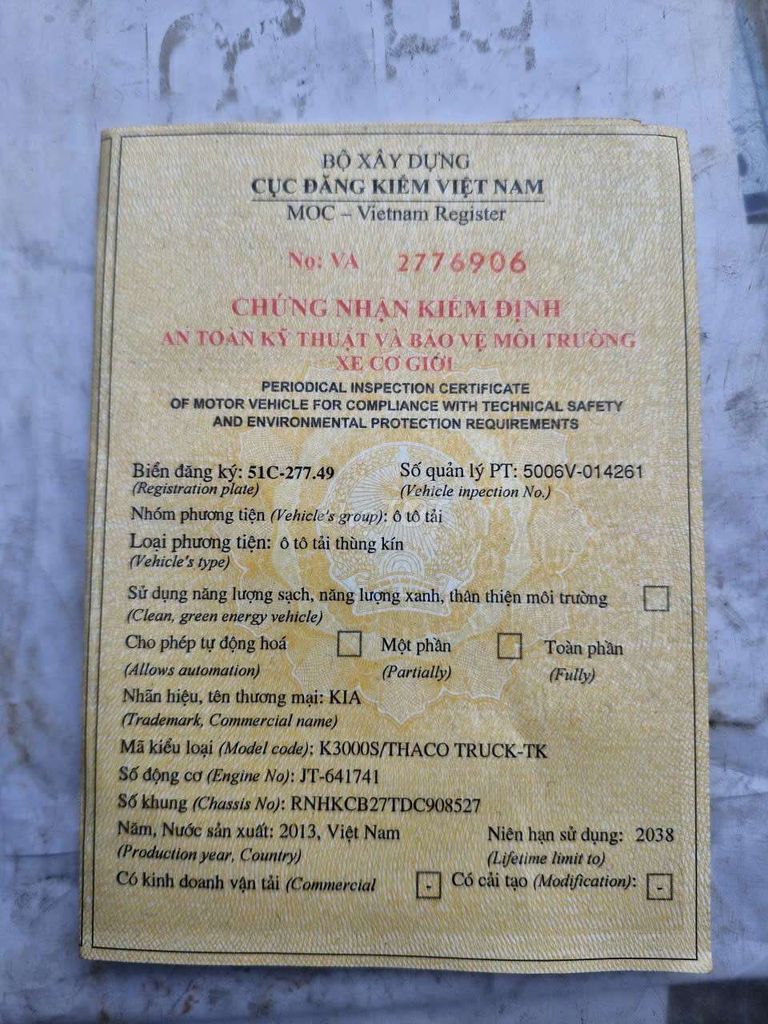 BỘ XÂY DỰNG
CỤC ĐĂNG KIỂM VIỆT NAM
MOC – Vietnam Register
No: VA 2776906
CHỨNG NHẬN KIỂM ĐỊNH
AN TOÀN KỸ THUẬT VÀ BẢO VỆ MÔI TRƯỜNG
XE CƠ GIỚI
PERIODICAL INSPECTION CERTIFICATE
OF MOTOR VEHICLE FOR COMPLIANCE WITH TECHNICAL SAFETY
AND ENVIRONMENTAL PROTECTION REQUIREMENTS
Biển đăng ký: 51C-277.49 Số quản lý PT: 5006V-014261
(Registration plate) (Vehicle inpection No.)
Nhóm phương tiện (Vehicle's group): ô tô tải
Loại phương tiện: ô tô tải thùng kín
(Vehicle's type)
Sử dụng năng lượng sạch, năng lượng xanh, thân thiện môi trường
(Clean, green energy vehicle)
Cho phép tự động hoá Một phần Toàn phần
(Allows automation) (Partially) (Fully)
Nhãn hiệu, tên thương mại: KIA
(Trademark, Commercial name)
Mã kiểu loại (Model code): K3000S/THACO TRUCK-TK
Số động cơ (Engine No): JT-641741
Số khung (Chassis No): RNHKCB27TDC908527
Năm, Nước sản xuất: 2013, Việt Nam Niên hạn sử dụng: 2038
(Production year, Country) (Lifetime limit to)
Có kinh doanh vận tải (Commercial - Có cải tạo (Modification): -